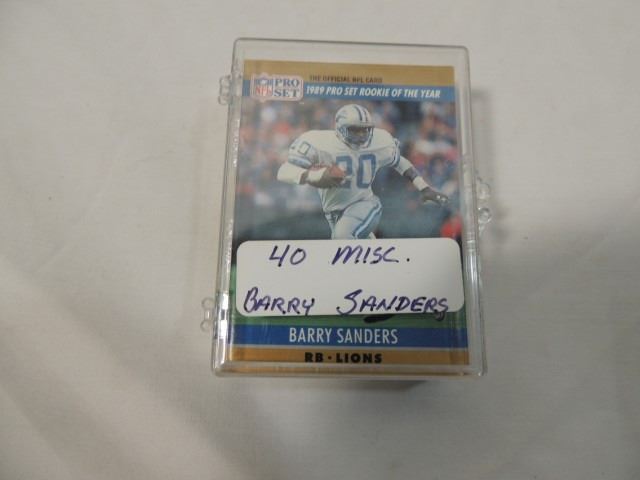 THE OFFICIAL NFL CARD
NFL PRO SET
1989 PRO SET ROOKIE OF THE YEAR
20
40 MISC.
BARRY SANDERS
BARRY SANDERS
RB · LIONS